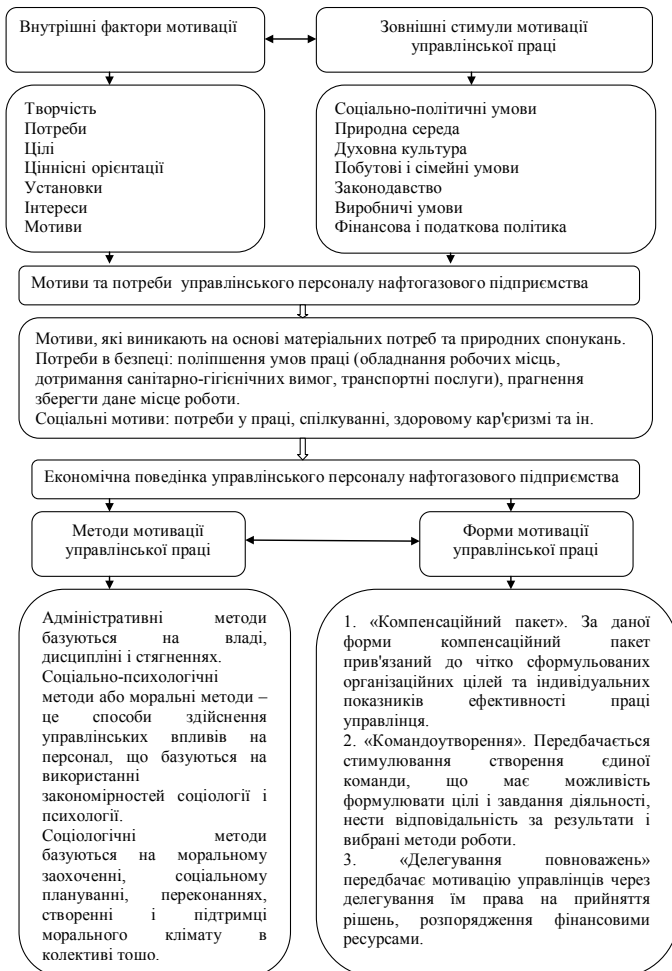 Внутрішні фактори мотивації
Зовнішні стимули мотивації
управлінської праці
Творчість
Потреби
Цілі
Ціннісні орієнтації
Установки
Інтереси
Мотиви
Соціально-політичні умови
Природна середа
Духовна культура
Побутові і сімейні умови
Законодавство
Виробничі умови
Фінансова і податкова політика
Мотиви та потреби управлінського персоналу нафтогазового підприємства
Мотиви, які виникають на основі матеріальних потреб та природних спонукань.
Потреби в безпеці: поліпшення умов праці (обладнання робочих місць,
дотримання санітарно-гігієнічних вимог, транспортні послуги), прагнення
зберегти дане місце роботи.
Соціальні мотиви: потреби у праці, спілкуванні, здоровому кар'єризмі та ін.
Економічна поведінка управлінського персоналу нафтогазового підприємства
Методи мотивації
управлінської праці
Форми мотивації
управлінської праці
Адміністративні методи
базуються на владі,
дисципліні і стягненнях.
Соціально-психологічні
методи або моральні методи –
це способи здійснення
управлінських впливів на
персонал, що базуються на
використанні
закономірностей соціології і
психології.
Соціологічні методи
базуються на моральному
заохоченні, соціальному
плануванні, переконаннях,
створенні і підтримці
морального клімату в
колективі тошо.
1. «Компенсаційний пакет». За даної
форми компенсаційний пакет
прив'язаний до чітко сформульованих
організаційних цілей та індивідуальних
показників ефективності праці
управлінця.
2. «Командоутворення». Передбачається
стимулювання створення єдиної
команди, що має можливість
формулювати цілі і завдання діяльності,
нести відповідальність за результати і
вибрані методи роботи.
3. «Делегування повноважень»
передбачає мотивацію управлінців через
делегування їм права на прийняття
рішень, розпорядження фінансовими
ресурсами.